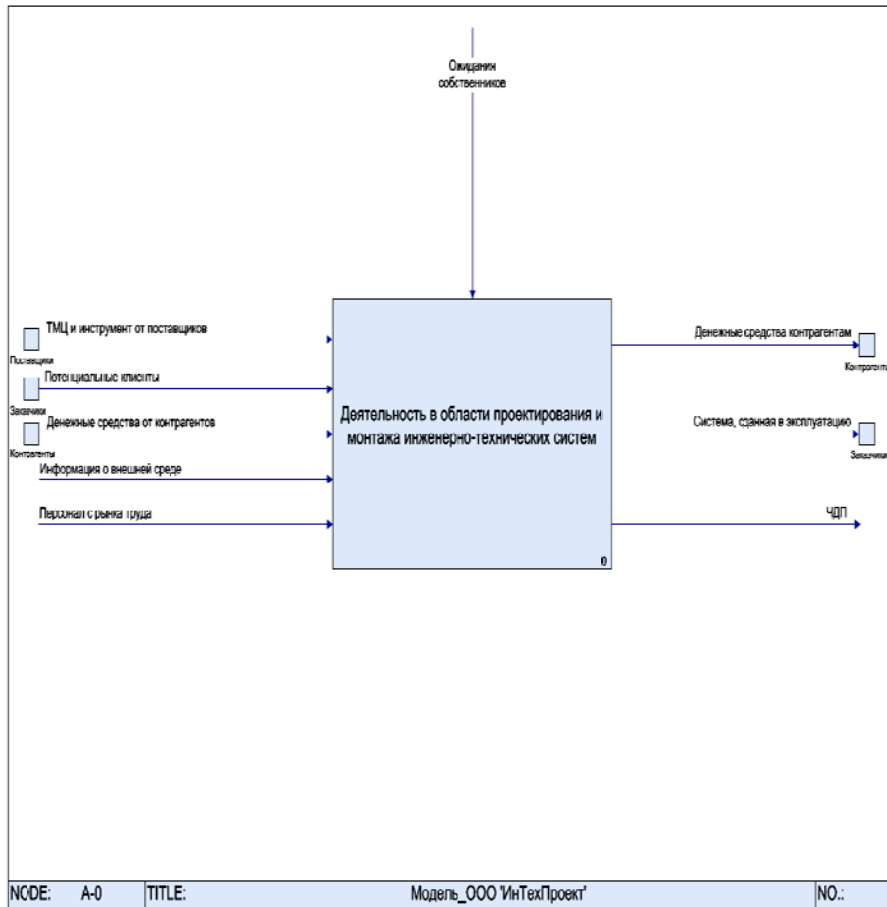 Ожидания
собственников
ТМЦ и инструмент от поставщиков
Поставщики
Потенциальные клиенты
Заказчики
Денежные средства от контрагентов
Контрагенты
Информация о внешней среде
Персонал с рынка труда
Деятельность в области проектирования и
монтажа инженерно-технических систем
0
Денежные средства контрагентам
Контрагенты
Система, сданная в эксплуатацию
Заказчики
ЧДП
NODE: A-0 TITLE: Модель_ООО 'ИнТехПроект' NO.: